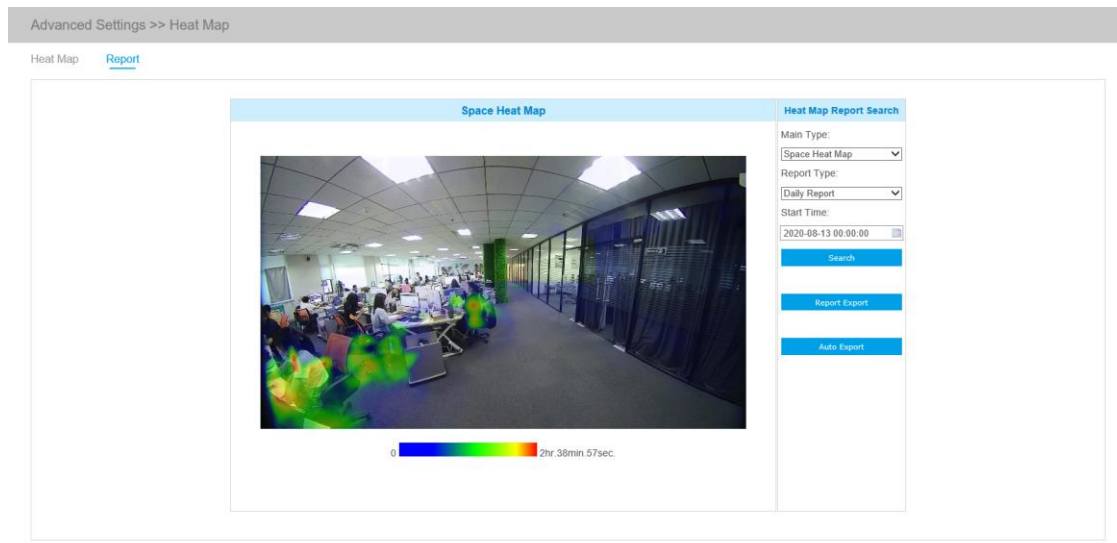 Advanced Settings >> Heat Map
Heat Map Report
Space Heat Map
0 2hr.38min.57sec.
Heat Map Report Search
Main Type:
Space Heat Map
Report Type:
Daily Report
Start Time:
2020-08-13 00:00:00
Search
Report Export
Auto Export